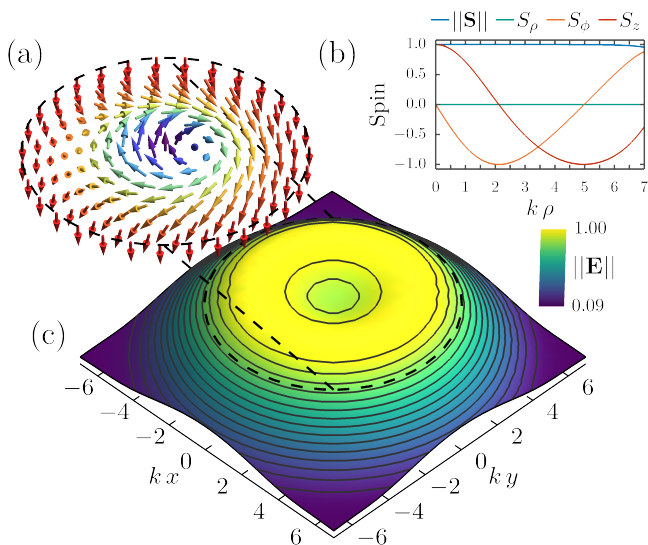 (a)
(b)
||S|| S_ρ S_ϕ S_z
1.0
0.5
0.0
−0.5
−1.0
Spin
0 1 2 3 4 5 6 7
k ρ
1.00
||E||
0.09
(c)
−6 −4 −2 0 2 4 6
k x
−6 −4 −2 0 2 4 6
k y